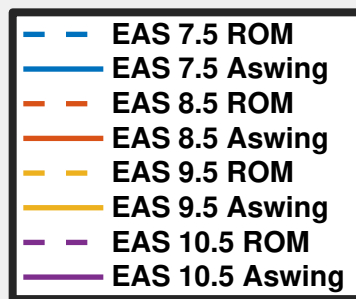 EAS 7.5 ROM
EAS 7.5 Aswing
EAS 8.5 ROM
EAS 8.5 Aswing
EAS 9.5 ROM
EAS 9.5 Aswing
EAS 10.5 ROM
EAS 10.5 Aswing